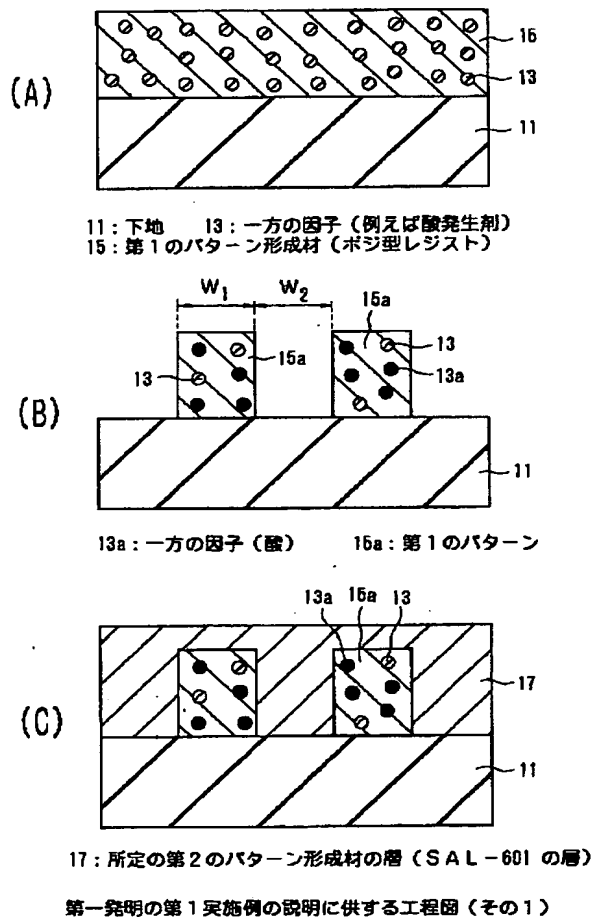 (A)
15
13
11
11：下地　13：一方の因子（例えば酸発生剤）
15：第1のパターン形成材（ポジ型レジスト）
W1 W2
15a
13 15a 13
13a
(B)
11
13a：一方の因子（酸）　15a：第1のパターン
13a 15a 13
(C)
17
11
17：所定の第2のパターン形成材の層（SAL-601の層）
第一発明の第1実施例の説明に供する工程図（その1）